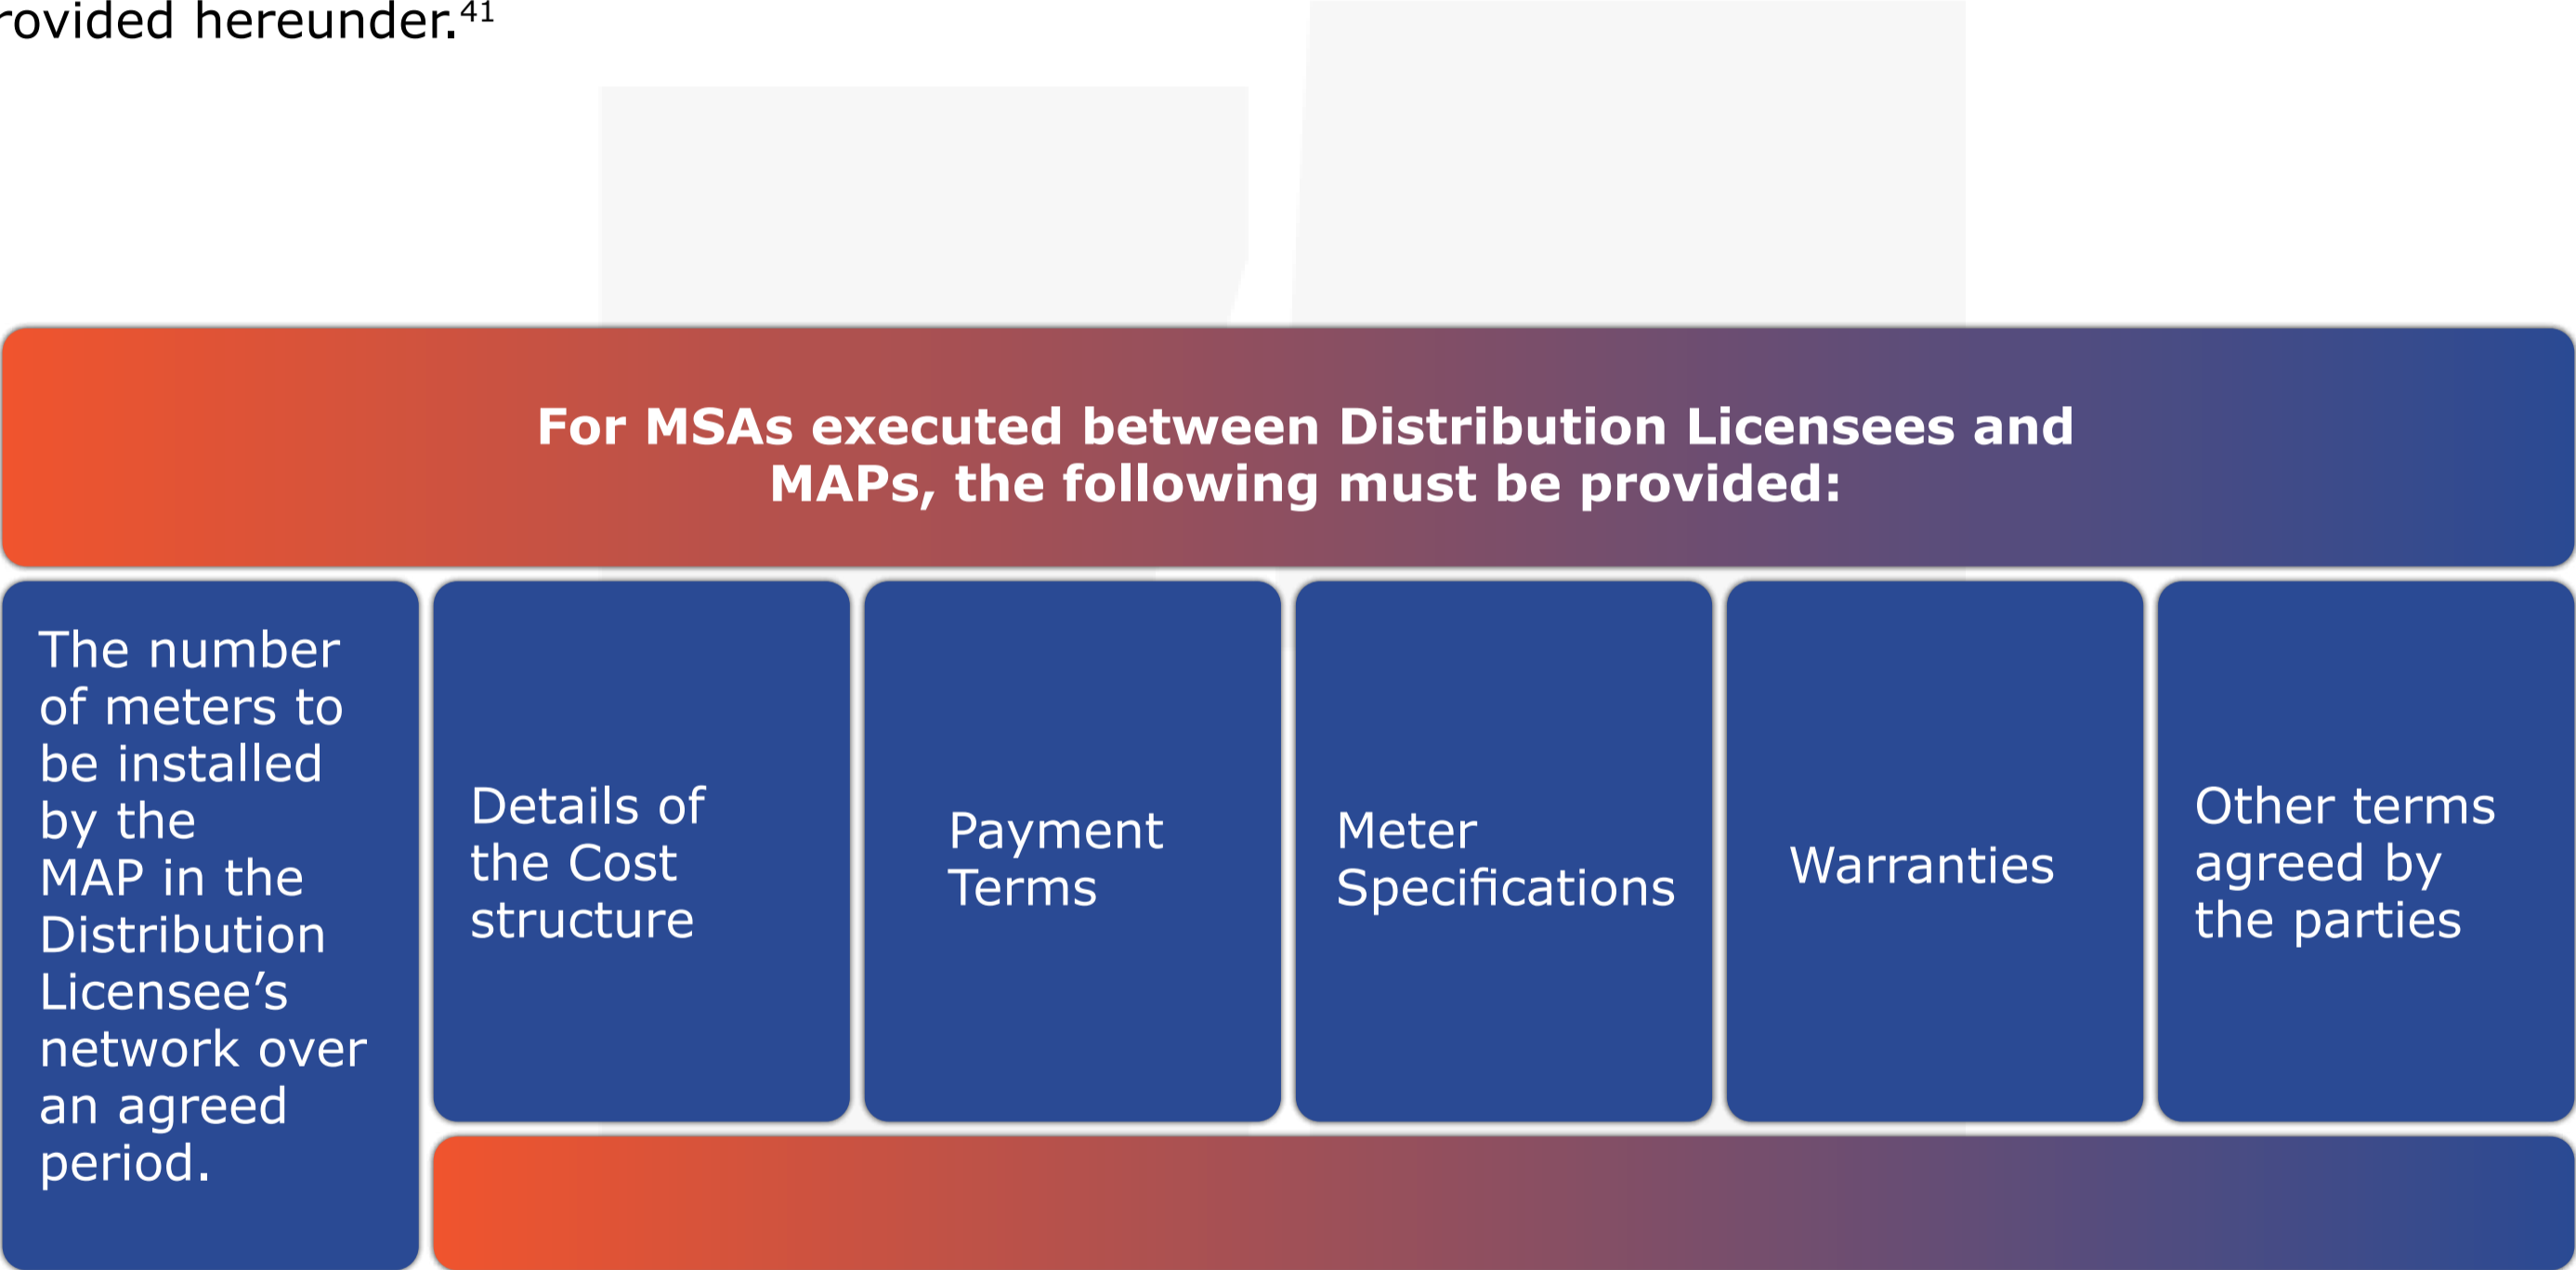 rovided hereunder.41
For MSAs executed between Distribution Licensees and
MAPs, the following must be provided:
The number
of meters to
be installed
by the
MAP in the
Distribution
Licensee’s
network over
an agreed
period.
Details of
the Cost
structure
Payment
Terms
Meter
Specifications
Warranties
Other terms
agreed by
the parties